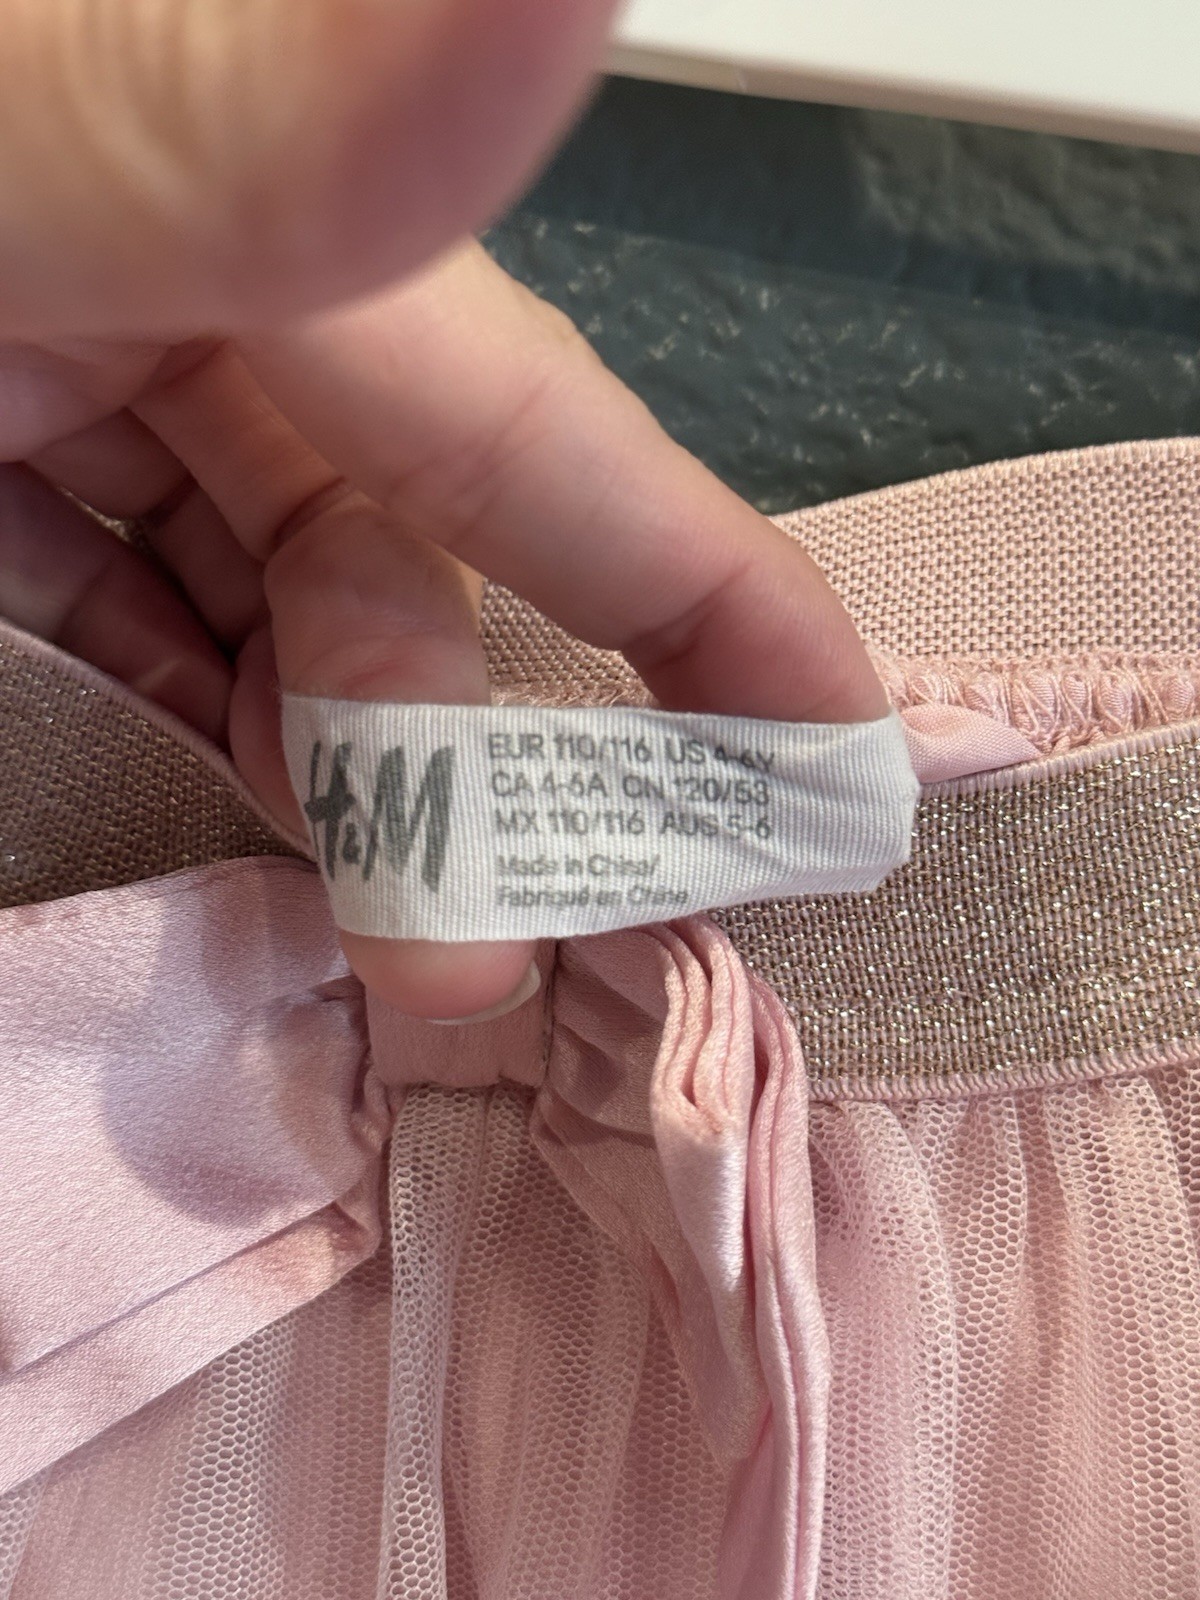 H&M
EUR 110/116 US 4-6Y
CA 4-6A CN 120/53
MX 110/116 AUS 5-6
Made in China/
Fabriqué en Chine